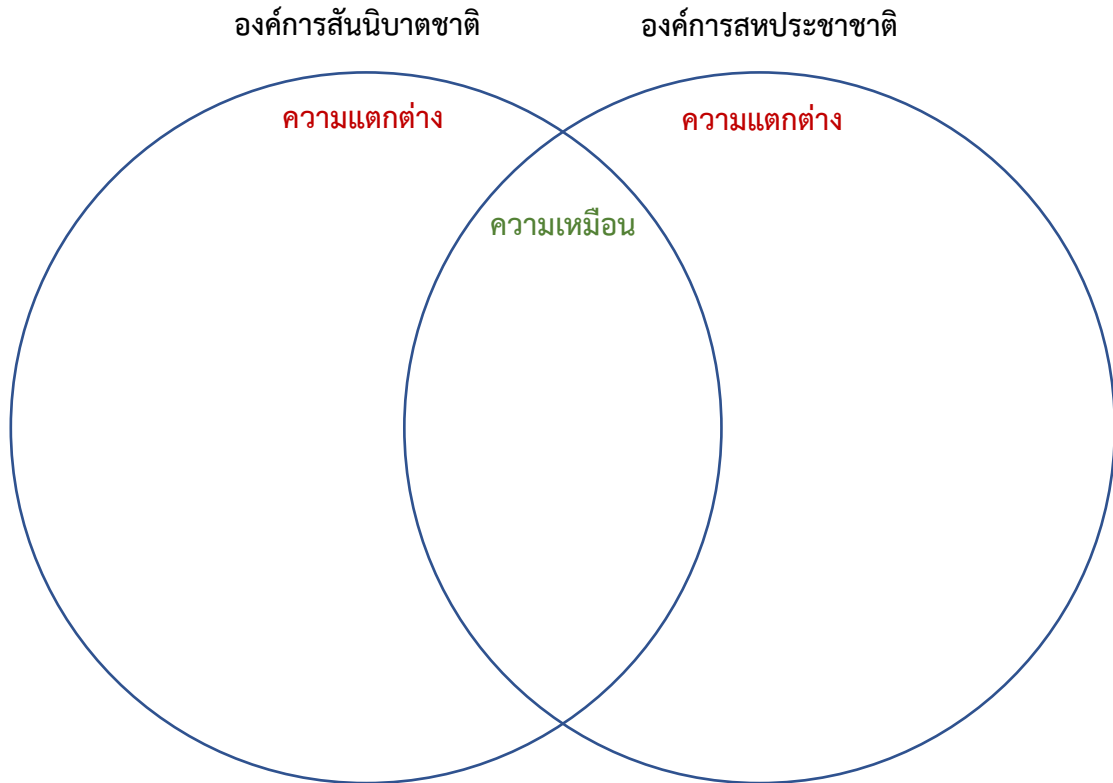 องค์การสันนิบาตชาติ องค์การสหประชาชาติ
ความแตกต่าง ความแตกต่าง
ความเหมือน